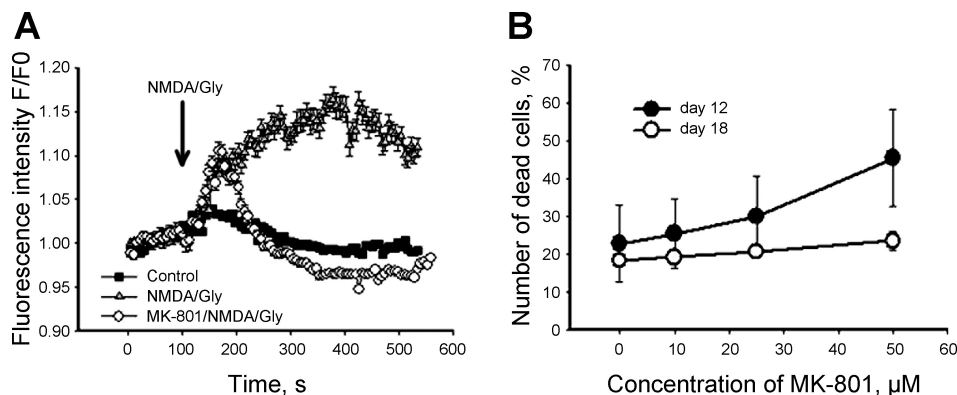 A
Fluorescence intensity F/F0
1.20
1.15
1.10
1.05
1.00
0.95
0.90
NMDA/Gly
Control
NMDA/Gly
MK-801/NMDA/Gly
0
100
200
300
400
500
600
Time, s
B
Number of dead cells, %
70
60
50
40
30
20
10
0
day 12
day 18
0
10
20
30
40
50
60
Concentration of MK-801, µM